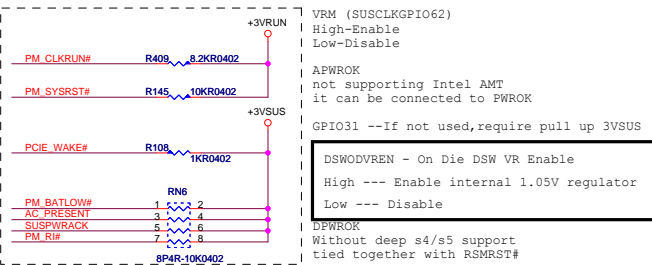 +3VRUN
PM_CLKRUN# R409 8.2KR0402
PM_SYSRST# R145 10KR0402
+3VSUS
PCIE_WAKE# R108 1KR0402
RN6
PM_BATLOW# 1 2
AC_PRESENT 3 4
SUSPWRACK 5 6
PM_RI# 7 8
8P4R-10K0402
VRM (SUSCLKGPIO62)
High-Enable
Low-Disable
APWROK
not supporting Intel AMT
it can be connected to PWROK
GPIO31 --If not used,require pull up 3VSUS
DSWODVREN - On Die DSW VR Enable
High --- Enable internal 1.05V regulator
Low --- Disable
DPWROK
Without deep s4/s5 support
tied together with RSMRST#